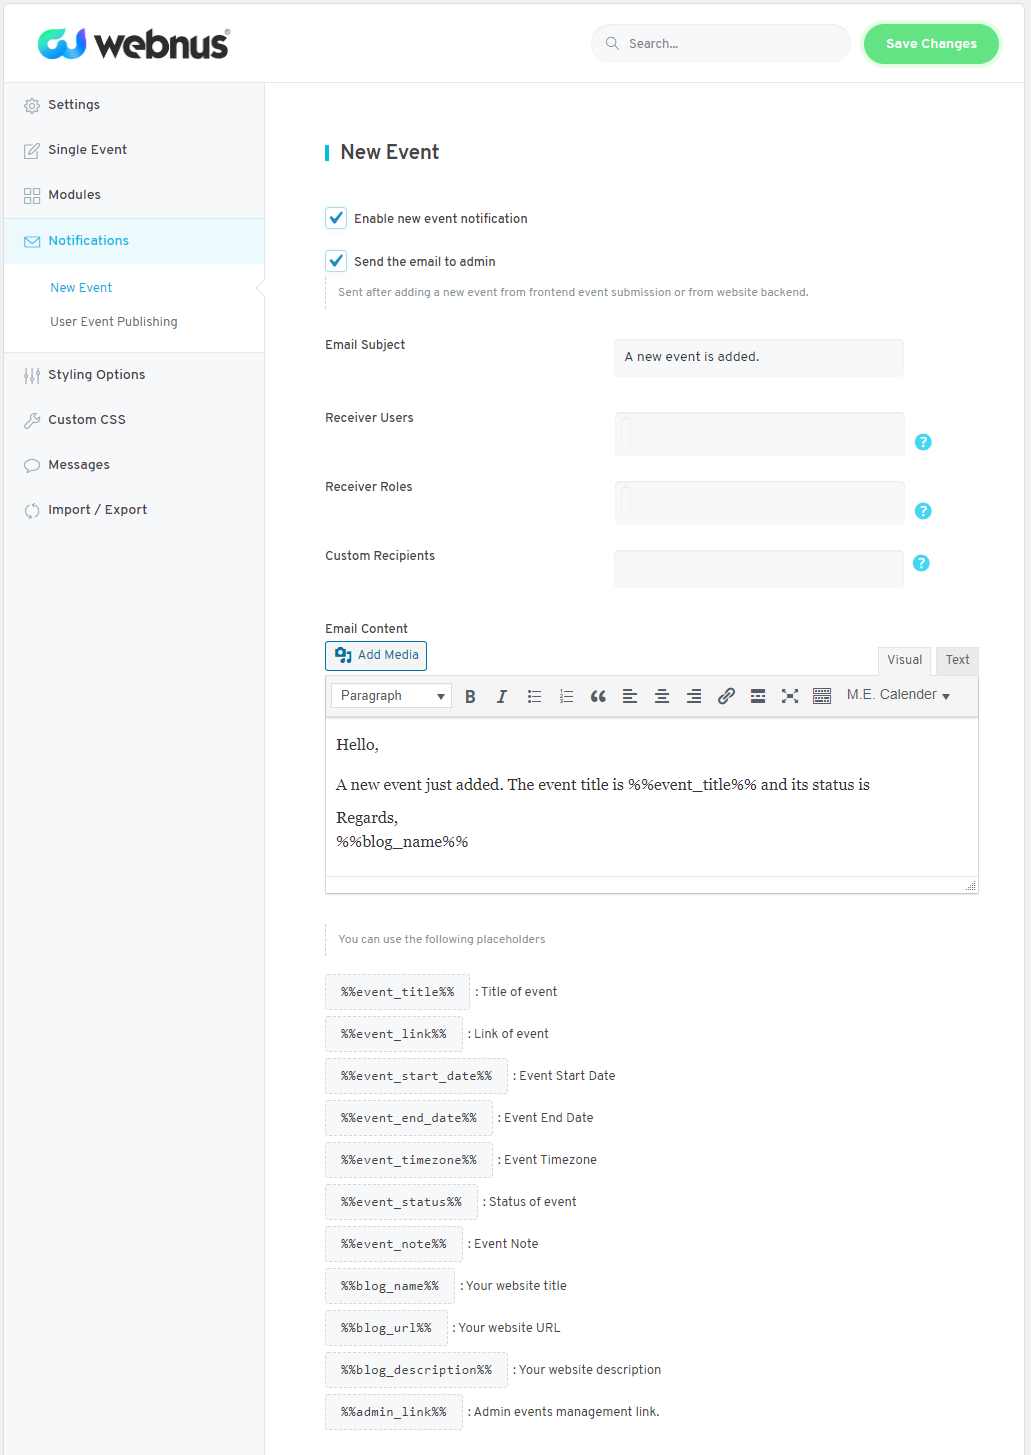 webnus®
Search...
Save Changes
Settings
Single Event
Modules
Notifications
New Event
User Event Publishing
Styling Options
Custom CSS
Messages
Import / Export
New Event
Enable new event notification
Send the email to admin
Sent after adding a new event from frontend event submission or from website backend.
Email Subject
A new event is added.
Receiver Users
?
Receiver Roles
?
Custom Recipients
?
Email Content
Add Media
Visual Text
Paragraph B I M.E. Calender
Hello,
A new event just added. The event title is %%event_title%% and its status is
Regards,
%%blog_name%%
You can use the following placeholders
%%event_title%% : Title of event
%%event_link%% : Link of event
%%event_start_date%% : Event Start Date
%%event_end_date%% : Event End Date
%%event_timezone%% : Event Timezone
%%event_status%% : Status of event
%%event_note%% : Event Note
%%blog_name%% : Your website title
%%blog_url%% : Your website URL
%%blog_description%% : Your website description
%%admin_link%% : Admin events management link.